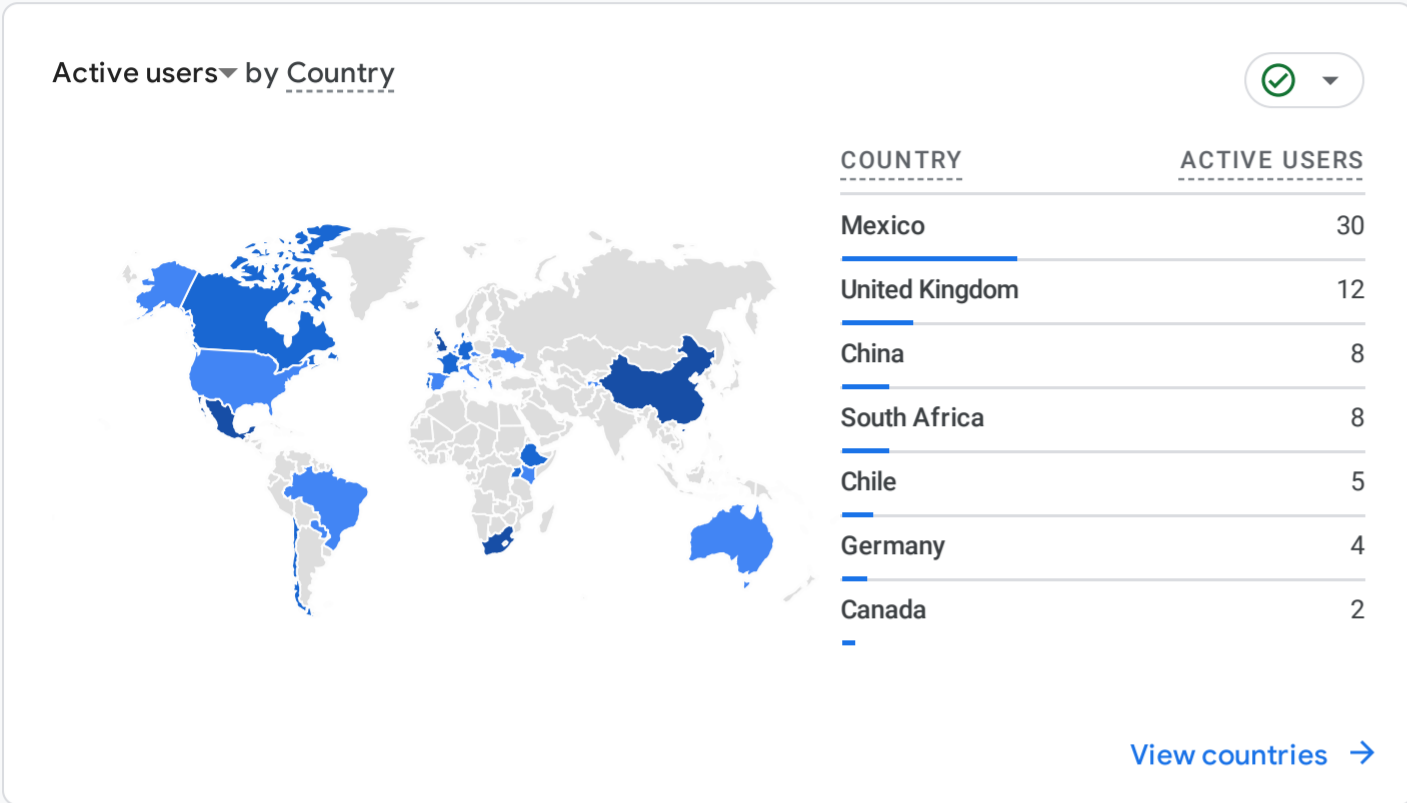 Active users by Country
COUNTRY ACTIVE USERS
Mexico 30
United Kingdom 12
China 8
South Africa 8
Chile 5
Germany 4
Canada 2
View countries